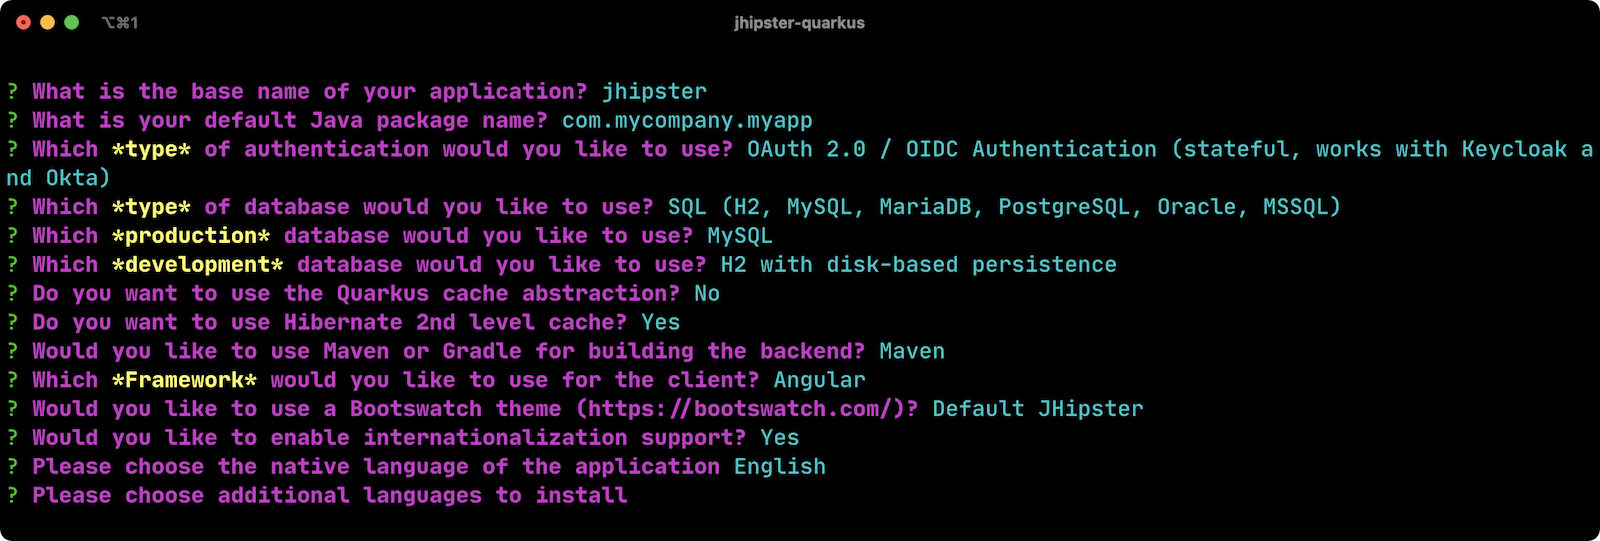 ⌥⌘1
jhipster-quarkus
? What is the base name of your application? jhipster
? What is your default Java package name? com.mycompany.myapp
? Which *type* of authentication would you like to use? OAuth 2.0 / OIDC Authentication (stateful, works with Keycloak a
nd Okta)
? Which *type* of database would you like to use? SQL (H2, MySQL, MariaDB, PostgreSQL, Oracle, MSSQL)
? Which *production* database would you like to use? MySQL
? Which *development* database would you like to use? H2 with disk-based persistence
? Do you want to use the Quarkus cache abstraction? No
? Do you want to use Hibernate 2nd level cache? Yes
? Would you like to use Maven or Gradle for building the backend? Maven
? Which *Framework* would you like to use for the client? Angular
? Would you like to use a Bootswatch theme (https://bootswatch.com/)? Default JHipster
? Would you like to enable internationalization support? Yes
? Please choose the native language of the application English
? Please choose additional languages to install